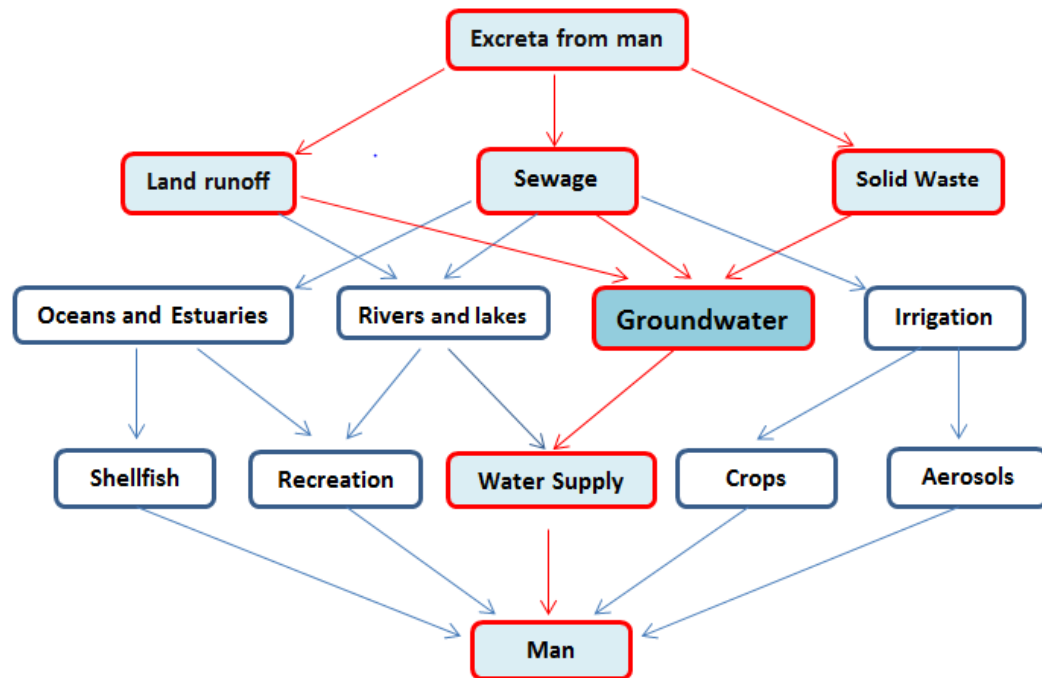 Excreta from man
Land runoff
Sewage
Solid Waste
Oceans and Estuaries
Rivers and lakes
Groundwater
Irrigation
Shellfish
Recreation
Water Supply
Crops
Aerosols
Man